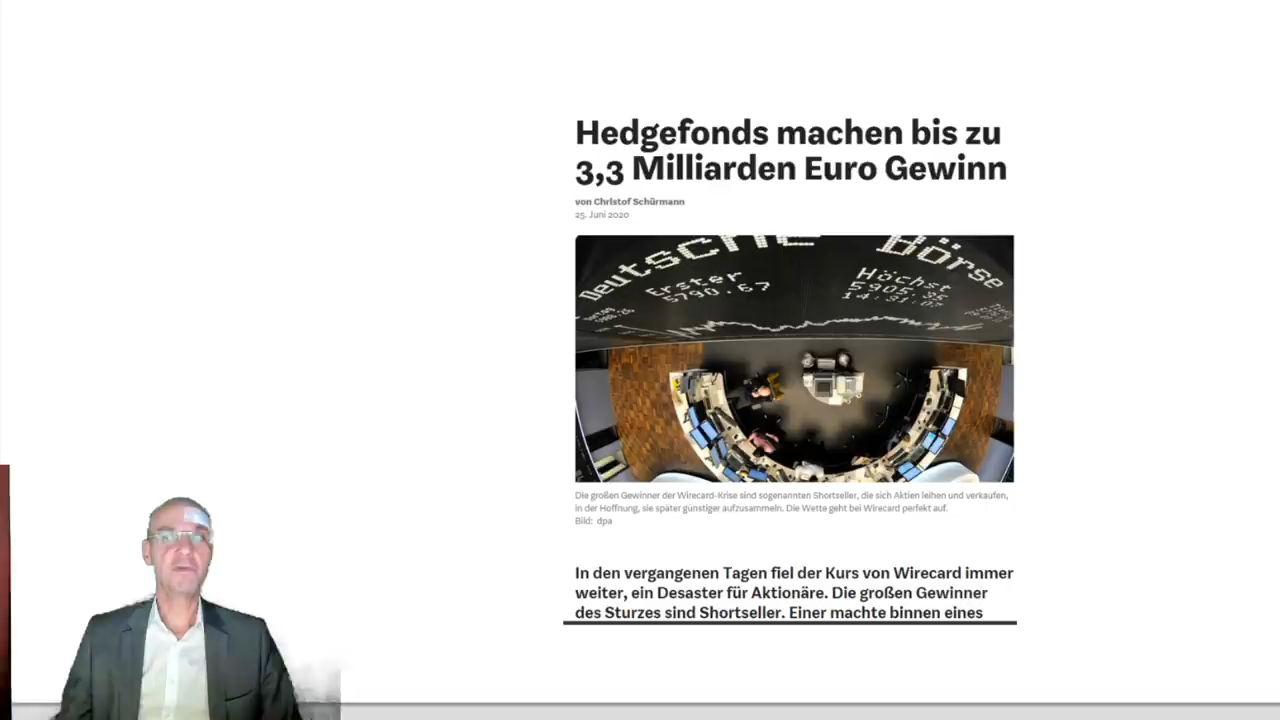 Hedgefonds machen bis zu
3,3 Milliarden Euro Gewinn
von Christof Schürmann
25. Juni 2020
Deutsche Börse
Erster
5790.67
Höchst
5905.35
14:31:07
Die großen Gewinner der Wirecard-Krise sind sogenannten Shortseller, die sich Aktien leihen und verkaufen,
in der Hoffnung, sie später günstiger aufzusammeln. Die Wette geht bei Wirecard perfekt auf.
Bild: dpa
In den vergangenen Tagen fiel der Kurs von Wirecard immer
weiter, ein Desaster für Aktionäre. Die großen Gewinner
des Sturzes sind Shortseller. Einer machte binnen eines